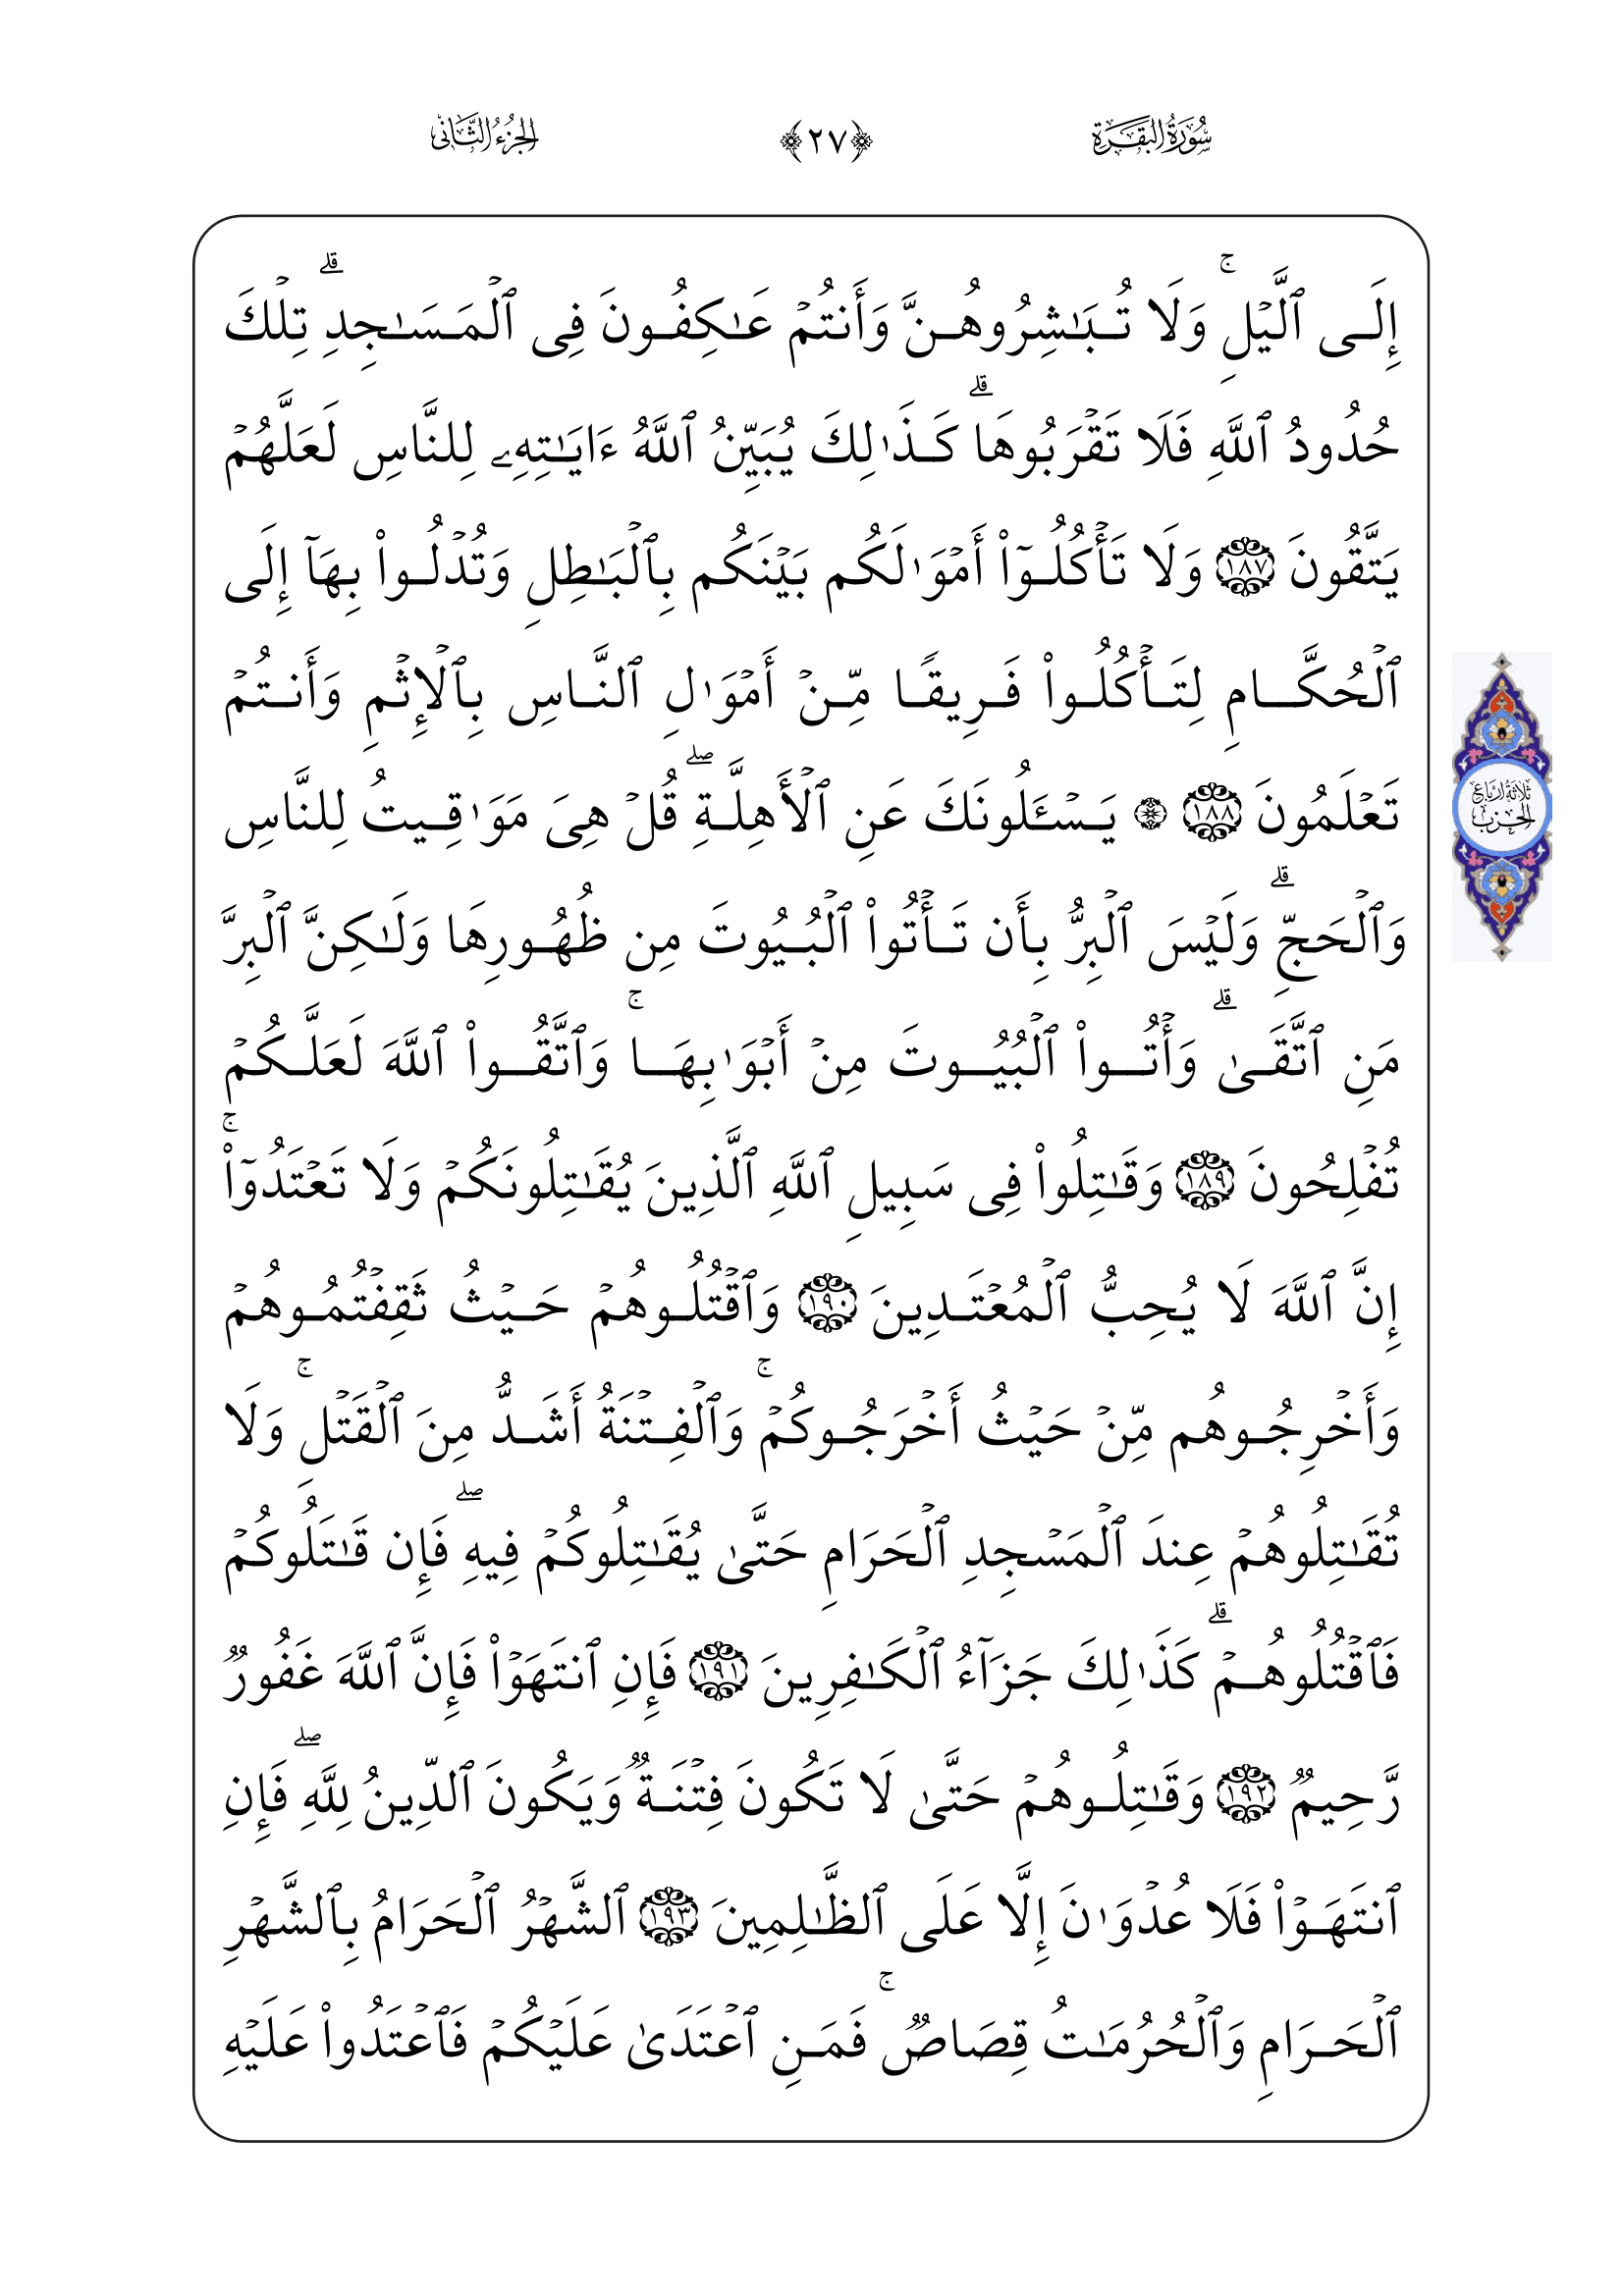 سُورَةُ البَقَرَةِ ﴿٢٧﴾ الجُزْءُ الثَّانِى
إِلَى ٱلَّيۡلِۚ وَلَا تُبَٰشِرُوهُنَّ وَأَنتُمۡ عَٰكِفُونَ فِى ٱلۡمَسَٰجِدِۗ تِلۡكَ
حُدُودُ ٱللَّهِ فَلَا تَقۡرَبُوهَاۗ كَذَٰلِكَ يُبَيِّنُ ٱللَّهُ ءَايَٰتِهِۦ لِلنَّاسِ لَعَلَّهُمۡ
يَتَّقُونَ ١٨٧ وَلَا تَأۡكُلُوٓاْ أَمۡوَٰلَكُم بَيۡنَكُم بِٱلۡبَٰطِلِ وَتُدۡلُواْ بِهَآ إِلَى
ٱلۡحُكَّامِ لِتَأۡكُلُواْ فَرِيقًا مِّنۡ أَمۡوَٰلِ ٱلنَّاسِ بِٱلۡإِثۡمِ وَأَنتُمۡ
تَعۡلَمُونَ ١٨٨ ۞ يَسۡـَٔلُونَكَ عَنِ ٱلۡأَهِلَّةِۖ قُلۡ هِىَ مَوَٰقِيتُ لِلنَّاسِ
ثَلَاثَةُ أَرْبَاعِ
الحِزْب
وَٱلۡحَجِّۗ وَلَيۡسَ ٱلۡبِرُّ بِأَن تَأۡتُواْ ٱلۡبُيُوتَ مِن ظُهُورِهَا وَلَٰكِنَّ ٱلۡبِرَّ
مَنِ ٱتَّقَىٰۗ وَأۡتُواْ ٱلۡبُيُوتَ مِنۡ أَبۡوَٰبِهَاۚ وَٱتَّقُواْ ٱللَّهَ لَعَلَّكُمۡ
تُفۡلِحُونَ ١٨٩ وَقَٰتِلُواْ فِى سَبِيلِ ٱللَّهِ ٱلَّذِينَ يُقَٰتِلُونَكُمۡ وَلَا تَعۡتَدُوٓاْۚ
إِنَّ ٱللَّهَ لَا يُحِبُّ ٱلۡمُعۡتَدِينَ ١٩٠ وَٱقۡتُلُوهُمۡ حَيۡثُ ثَقِفۡتُمُوهُمۡ
وَأَخۡرِجُوهُم مِّنۡ حَيۡثُ أَخۡرَجُوكُمۡۚ وَٱلۡفِتۡنَةُ أَشَدُّ مِنَ ٱلۡقَتۡلِۚ وَلَا
تُقَٰتِلُوهُمۡ عِندَ ٱلۡمَسۡجِدِ ٱلۡحَرَامِ حَتَّىٰ يُقَٰتِلُوكُمۡ فِيهِۖ فَإِن قَٰتَلُوكُمۡ
فَٱقۡتُلُوهُمۡۗ كَذَٰلِكَ جَزَآءُ ٱلۡكَٰفِرِينَ ١٩١ فَإِنِ ٱنتَهَوۡاْ فَإِنَّ ٱللَّهَ غَفُورٌ
رَّحِيمٌ ١٩٢ وَقَٰتِلُوهُمۡ حَتَّىٰ لَا تَكُونَ فِتۡنَةٌ وَيَكُونَ ٱلدِّينُ لِلَّهِۖ فَإِنِ
ٱنتَهَوۡاْ فَلَا عُدۡوَٰنَ إِلَّا عَلَى ٱلظَّٰلِمِينَ ١٩٣ ٱلشَّهۡرُ ٱلۡحَرَامُ بِٱلشَّهۡرِ
ٱلۡحَرَامِ وَٱلۡحُرُمَٰتُ قِصَاصٌۚ فَمَنِ ٱعۡتَدَىٰ عَلَيۡكُمۡ فَٱعۡتَدُواْ عَلَيۡهِ